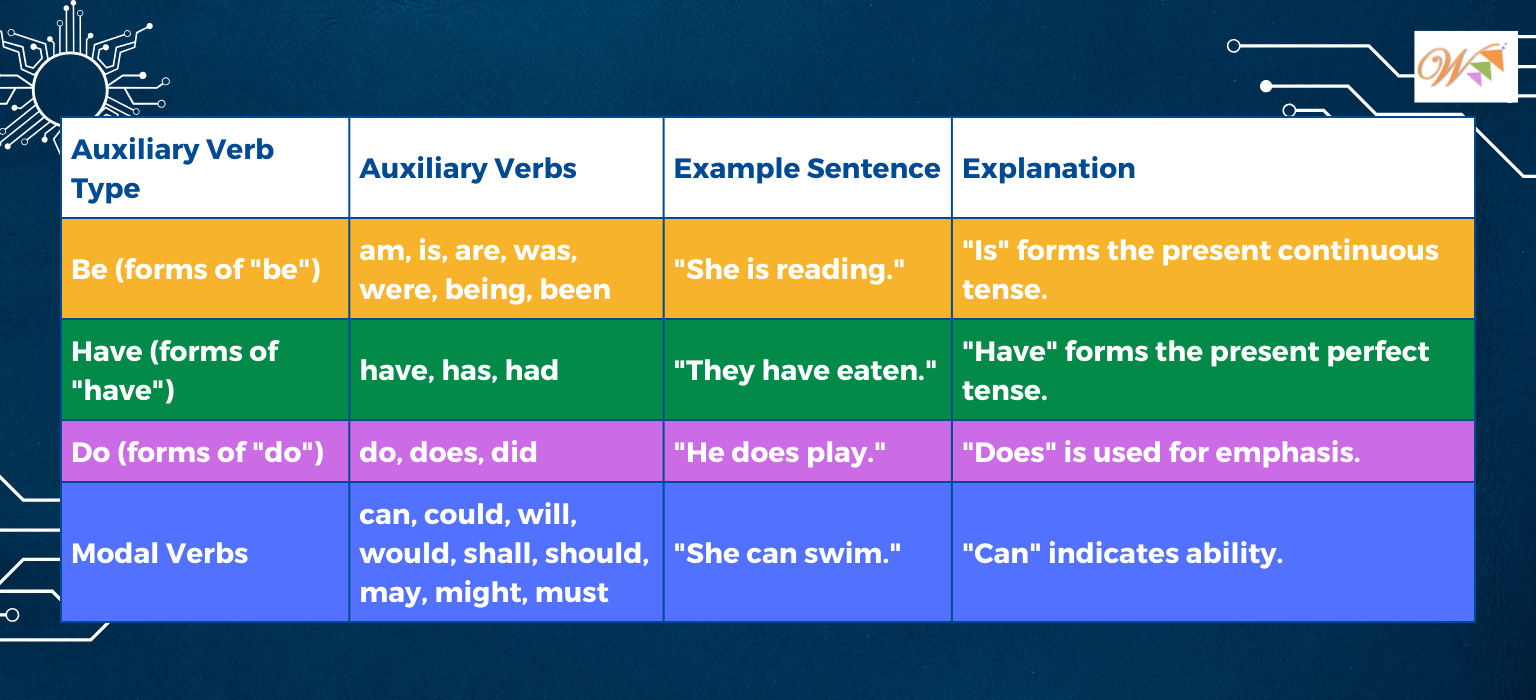 W
Auxiliary Verb
Type
Auxiliary Verbs
Example Sentence
Explanation
Be (forms of "be")
am, is, are, was,
were, being, been
"She is reading."
"Is" forms the present continuous
tense.
Have (forms of
"have")
have, has, had
"They have eaten."
"Have" forms the present perfect
tense.
Do (forms of "do")
do, does, did
"He does play."
"Does" is used for emphasis.
Modal Verbs
can, could, will,
would, shall, should,
may, might, must
"She can swim."
"Can" indicates ability.